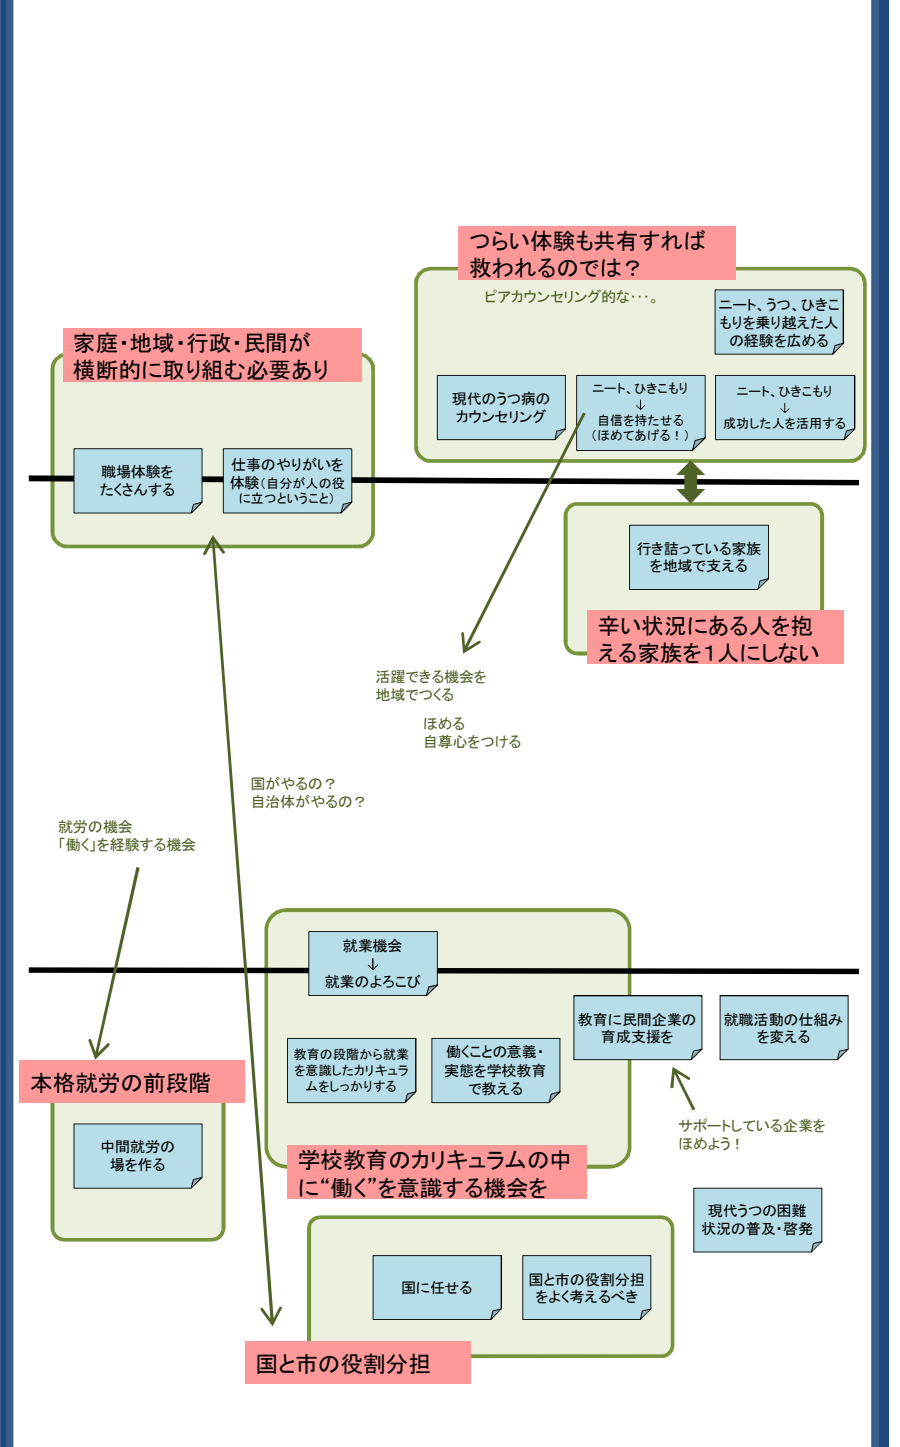 つらい体験も共有すれば
救われるのでは？
ピアカウンセリング的な・・・。
ニート、うつ、ひきこ
もりを乗り越えた人
の経験を広める
家庭・地域・行政・民間が
横断的に取り組む必要あり
現代のうつ病の
カウンセリング
ニート、ひきこもり
↓
自信を持たせる
（ほめてあげる！）
ニート、ひきこもり
↓
成功した人を活用する
職場体験を
たくさんする
仕事のやりがいを
体験（自分が人の役
に立つということ）
行き詰っている家族
を地域で支える
辛い状況にある人を抱
える家族を１人にしない
活躍できる機会を
地域でつくる
ほめる
自尊心をつける
国がやるの？
自治体がやるの？
就労の機会
「働く」を経験する機会
就業機会
↓
就業のよろこび
教育に民間企業の
育成支援を
就職活動の仕組み
を変える
教育の段階から就業
を意識したカリキュラ
ムをしっかりする
働くことの意義・
実態を学校教育
で教える
本格就労の前段階
サポートしている企業を
ほめよう！
中間就労の
場を作る
学校教育のカリキュラムの中
に“働く”を意識する機会を
現代うつの困難
状況の普及・啓発
国に任せる
国と市の役割分担
をよく考えるべき
国と市の役割分担